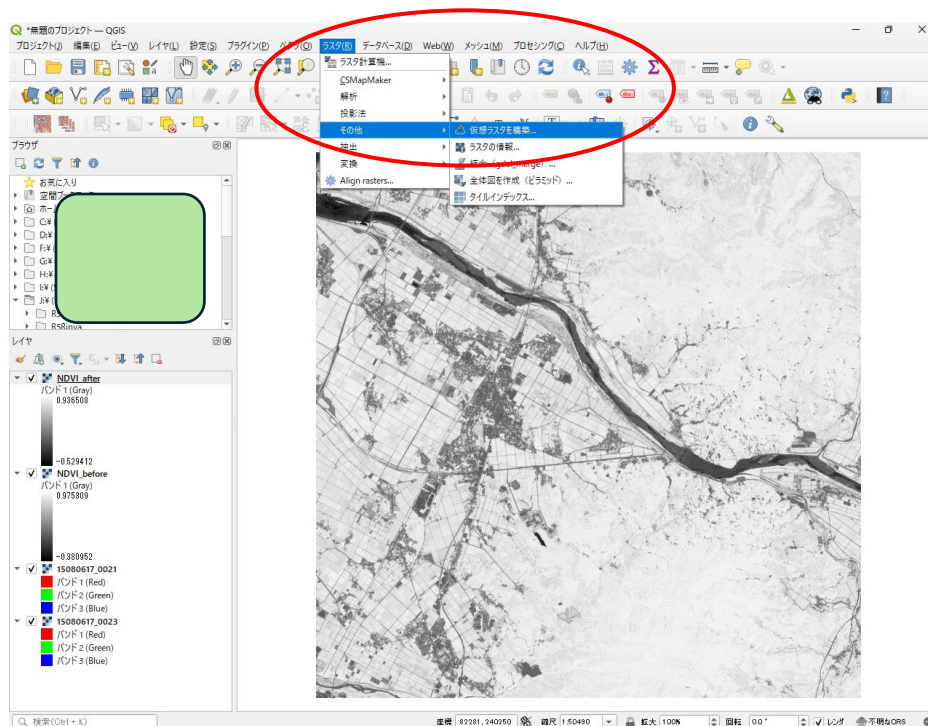 *無題のプロジェクト — QGIS
プロジェクト(J) 編集(E) ビュー(V) レイヤ(L) 設定(S) プラグイン(P) ベクタ(O) ラスタ(R) データベース(D) Web(W) メッシュ(M) プロセシング(C) ヘルプ(H)
ラスタ計算機...
CSMapMaker
解析
投影法
その他
抽出
変換
Align rasters...
仮想ラスタを構築...
ラスタの情報...
結合 (gdal_merge) ...
全体図を作成 (ピラミッド) ...
タイルインデックス...
ブラウザ
お気に入り
C:¥
D:¥
F:¥
G:¥
H:¥
I:¥
J:¥
R5Rinya
レイヤ
NDVI_after
バンド 1 (Gray)
0.936508
-0.529412
NDVI_before
バンド 1 (Gray)
0.975309
-0.380952
15080617_0021
バンド 1 (Red)
バンド 2 (Green)
バンド 3 (Blue)
15080617_0023
バンド 1 (Red)
バンド 2 (Green)
バンド 3 (Blue)
検索(Ctrl + K)
座標 82281,240250 縮尺 1:50490 拡大 100% 回転 0.0° レンダ 不明なCRS